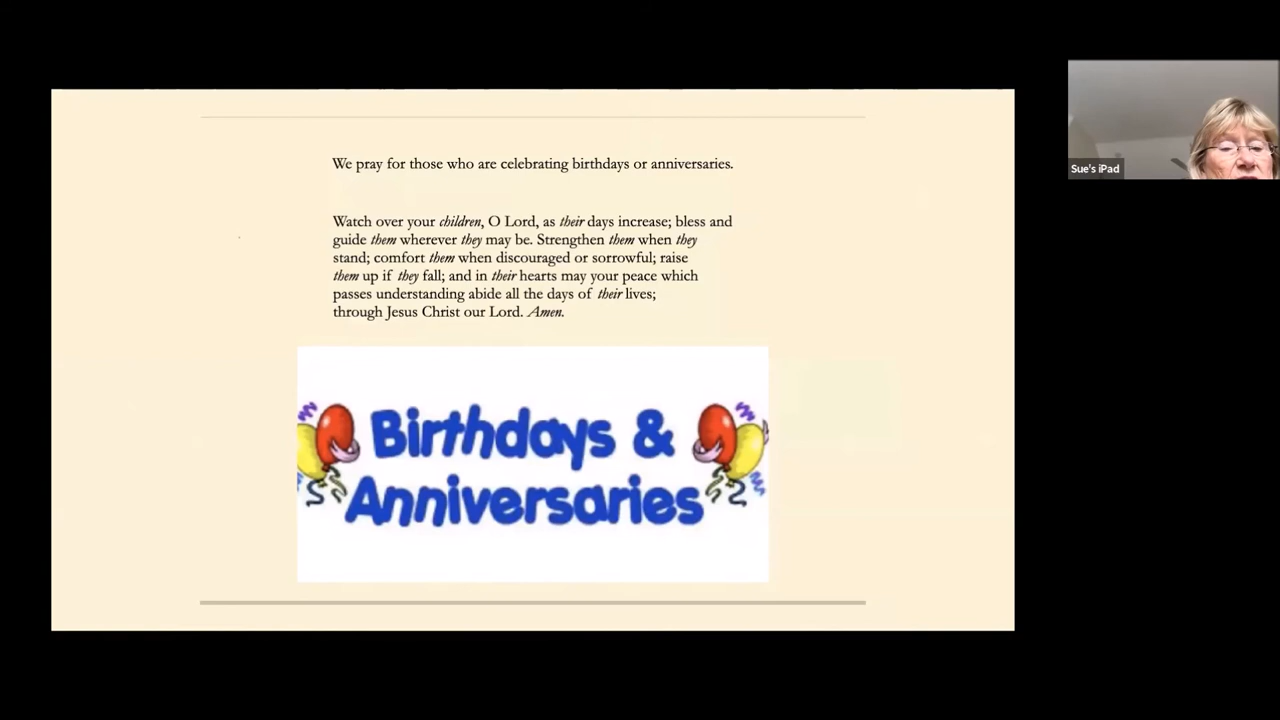 We pray for those who are celebrating birthdays or anniversaries.
Watch over your children, O Lord, as their days increase; bless and
guide them wherever they may be. Strengthen them when they
stand; comfort them when discouraged or sorrowful; raise
them up if they fall; and in their hearts may your peace which
passes understanding abide all the days of their lives;
through Jesus Christ our Lord. Amen.
Birthdays &
Anniversaries
Sue's iPad